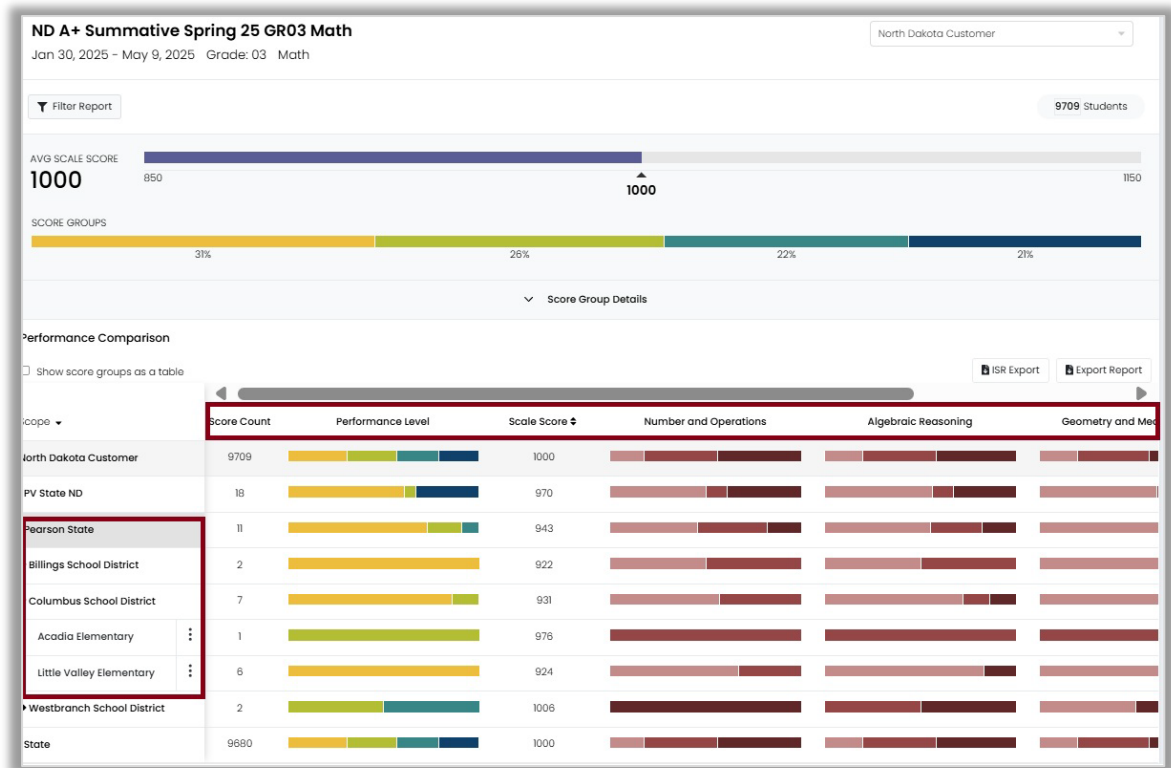 ND A+ Summative Spring 25 GR03 Math
North Dakota Customer
Jan 30, 2025 - May 9, 2025 Grade: 03 Math
Filter Report
9709 Students
AVG SCALE SCORE
1000
850
1000
1150
SCORE GROUPS
31% 26% 22% 21%
Score Group Details
Performance Comparison
Show score groups as a table
ISR Export Export Report
Scope Score Count Performance Level Scale Score Number and Operations Algebraic Reasoning Geometry and Mea
North Dakota Customer 9709 1000
PV State ND 18 970
Pearson State 11 943
Billings School District 2 922
Columbus School District 7 931
Acadia Elementary 1 976
Little Valley Elementary 6 924
Westbranch School District 2 1006
State 9680 1000